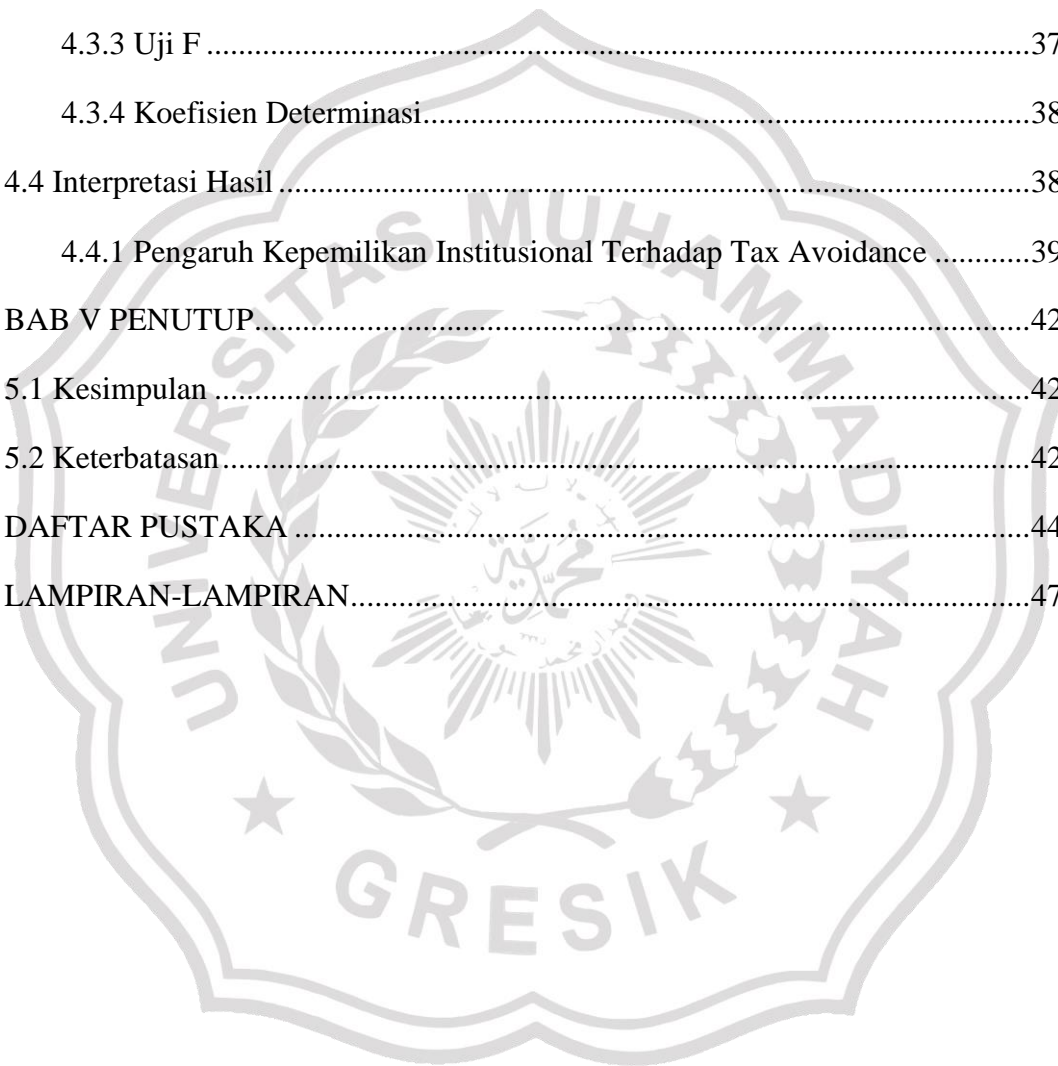 4.3.3 Uji F ........................................................................................................37
4.3.4 Koefisien Determinasi.............................................................................38
4.4 Interpretasi Hasil ...............................................................................................38
4.4.1 Pengaruh Kepemilikan Institusional Terhadap Tax Avoidance ............39
BAB V PENUTUP..................................................................................................42
5.1 Kesimpulan .......................................................................................................42
5.2 Keterbatasan......................................................................................................42
DAFTAR PUSTAKA .............................................................................................44
LAMPIRAN-LAMPIRAN......................................................................................47
UNIVERSITAS MUHAMMADIYAH
GRESIK